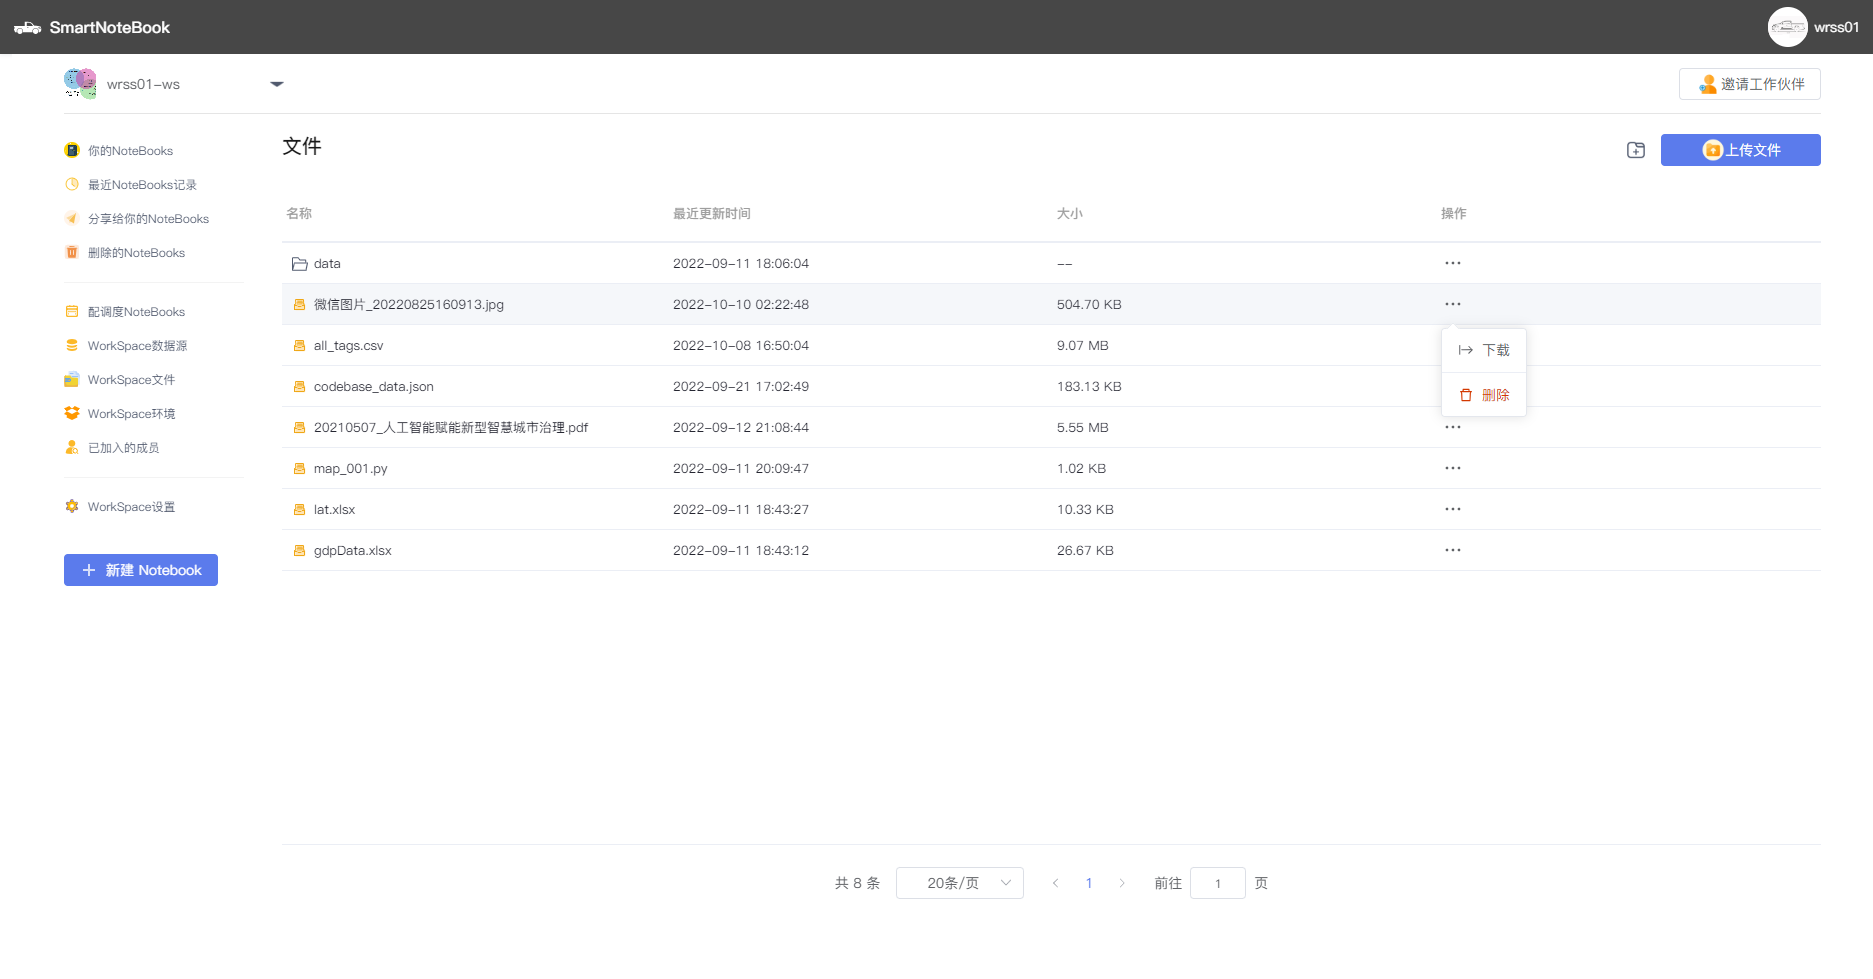 SmartNoteBook
wrss01
wrss01-ws
邀请工作伙伴
你的NoteBooks
最近NoteBooks记录
分享给你的NoteBooks
删除的NoteBooks
配调度NoteBooks
WorkSpace数据源
WorkSpace文件
WorkSpace环境
已加入的成员
WorkSpace设置
新建 Notebook
文件
上传文件
名称 最近更新时间 大小 操作
data 2022-09-11 18:06:04 -- ···
微信图片_20220825160913.jpg 2022-10-10 02:22:48 504.70 KB ···
all_tags.csv 2022-10-08 16:50:04 9.07 MB
下载
codebase_data.json 2022-09-21 17:02:49 183.13 KB
删除
20210507_人工智能赋能新型智慧城市治理.pdf 2022-09-12 21:08:44 5.55 MB ···
map_001.py 2022-09-11 20:09:47 1.02 KB ···
lat.xlsx 2022-09-11 18:43:27 10.33 KB ···
gdpData.xlsx 2022-09-11 18:43:12 26.67 KB ···
共 8 条 20条/页 1 前往 1 页